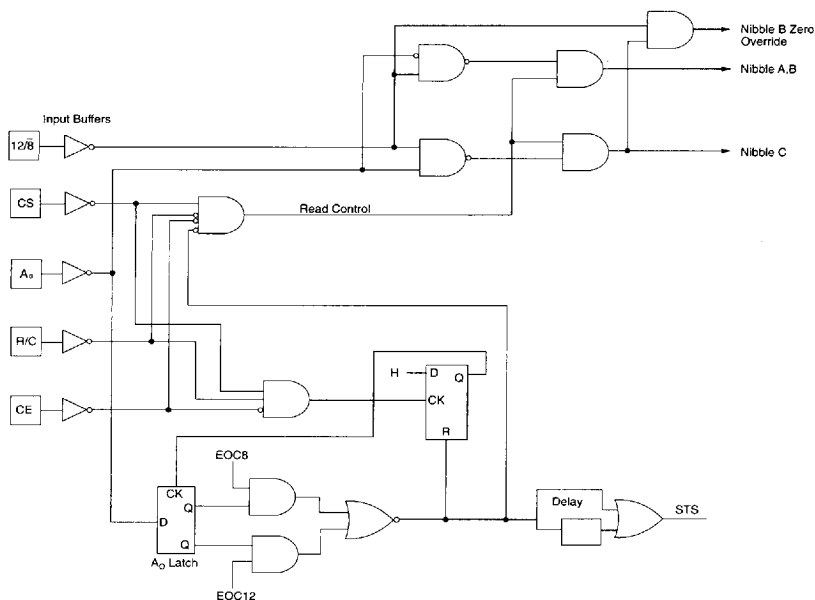 Nibble B Zero
Override
Nibble A,B
Input Buffers
12/8̅
Nibble C
CS
Read Control
A₀
R/C
H
D
Q
CK
CE
R
EOC8
CK
Q
D
Q
Delay
STS
A₀ Latch
EOC12